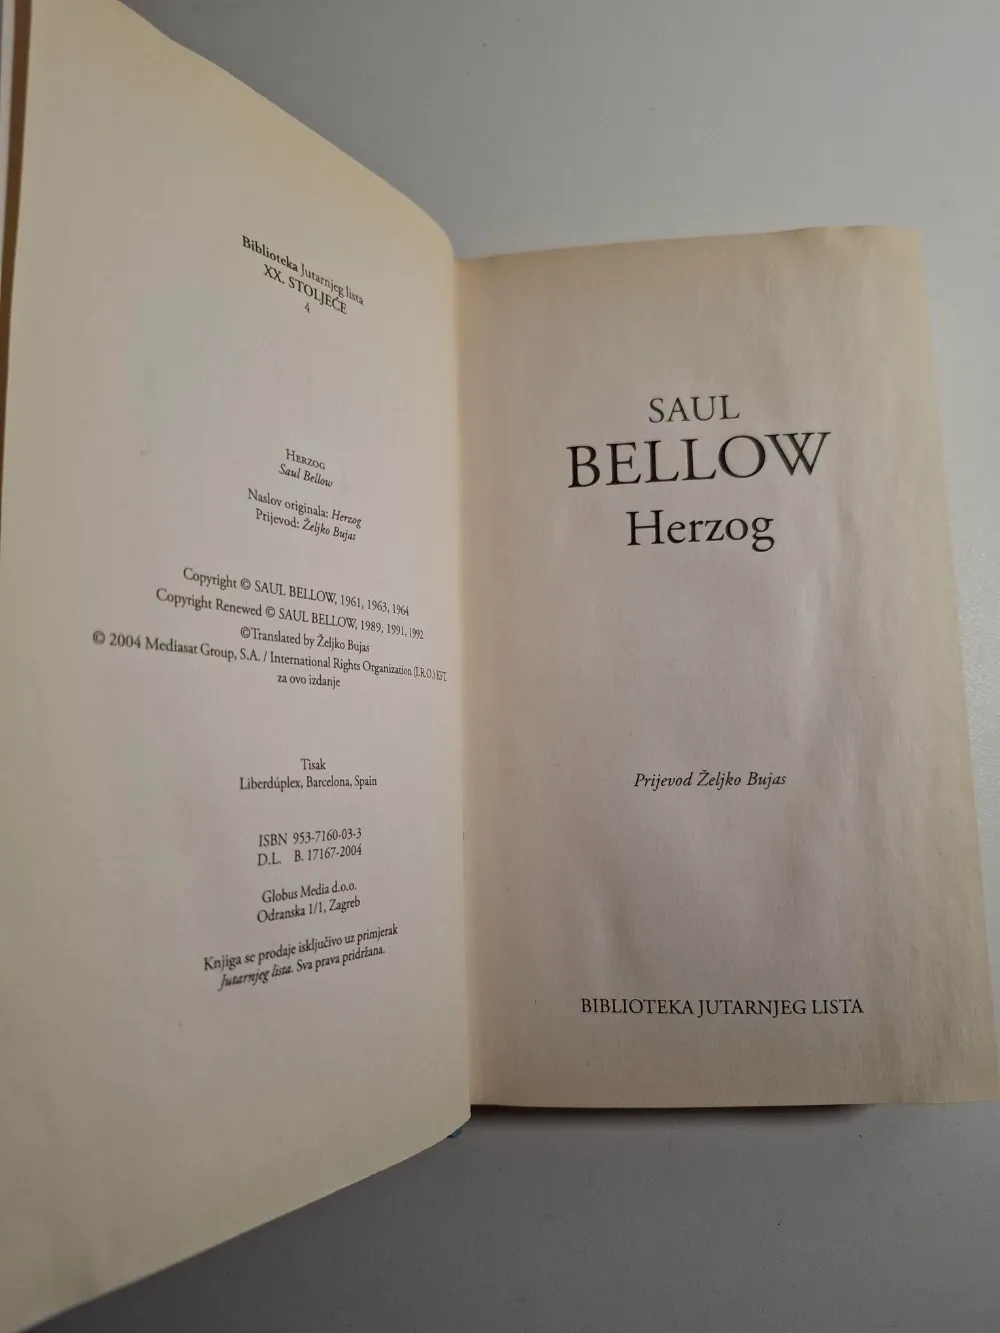 Biblioteka Jutarnjeg lista
XX. STOLJEĆE
4
HERZOG
Saul Bellow
Naslov originala: Herzog
Prijevod: Željko Bujas
Copyright © SAUL BELLOW, 1961, 1963, 1964
Copyright Renewed © SAUL BELLOW, 1989, 1991, 1992
©Translated by Željko Bujas
© 2004 Mediasat Group, S.A. / International Rights Organization (I.R.O.) KFT.
za ovo izdanje
Tisak
Liberdúplex, Barcelona, Spain
ISBN 953-7160-03-3
D.L. B. 17167-2004
Globus Media d.o.o.
Odranska 1/1, Zagreb
Knjiga se prodaje isključivo uz primjerak
Jutarnjeg lista. Sva prava pridržana.
SAUL
BELLOW
Herzog
Prijevod Željko Bujas
BIBLIOTEKA JUTARNJEG LISTA